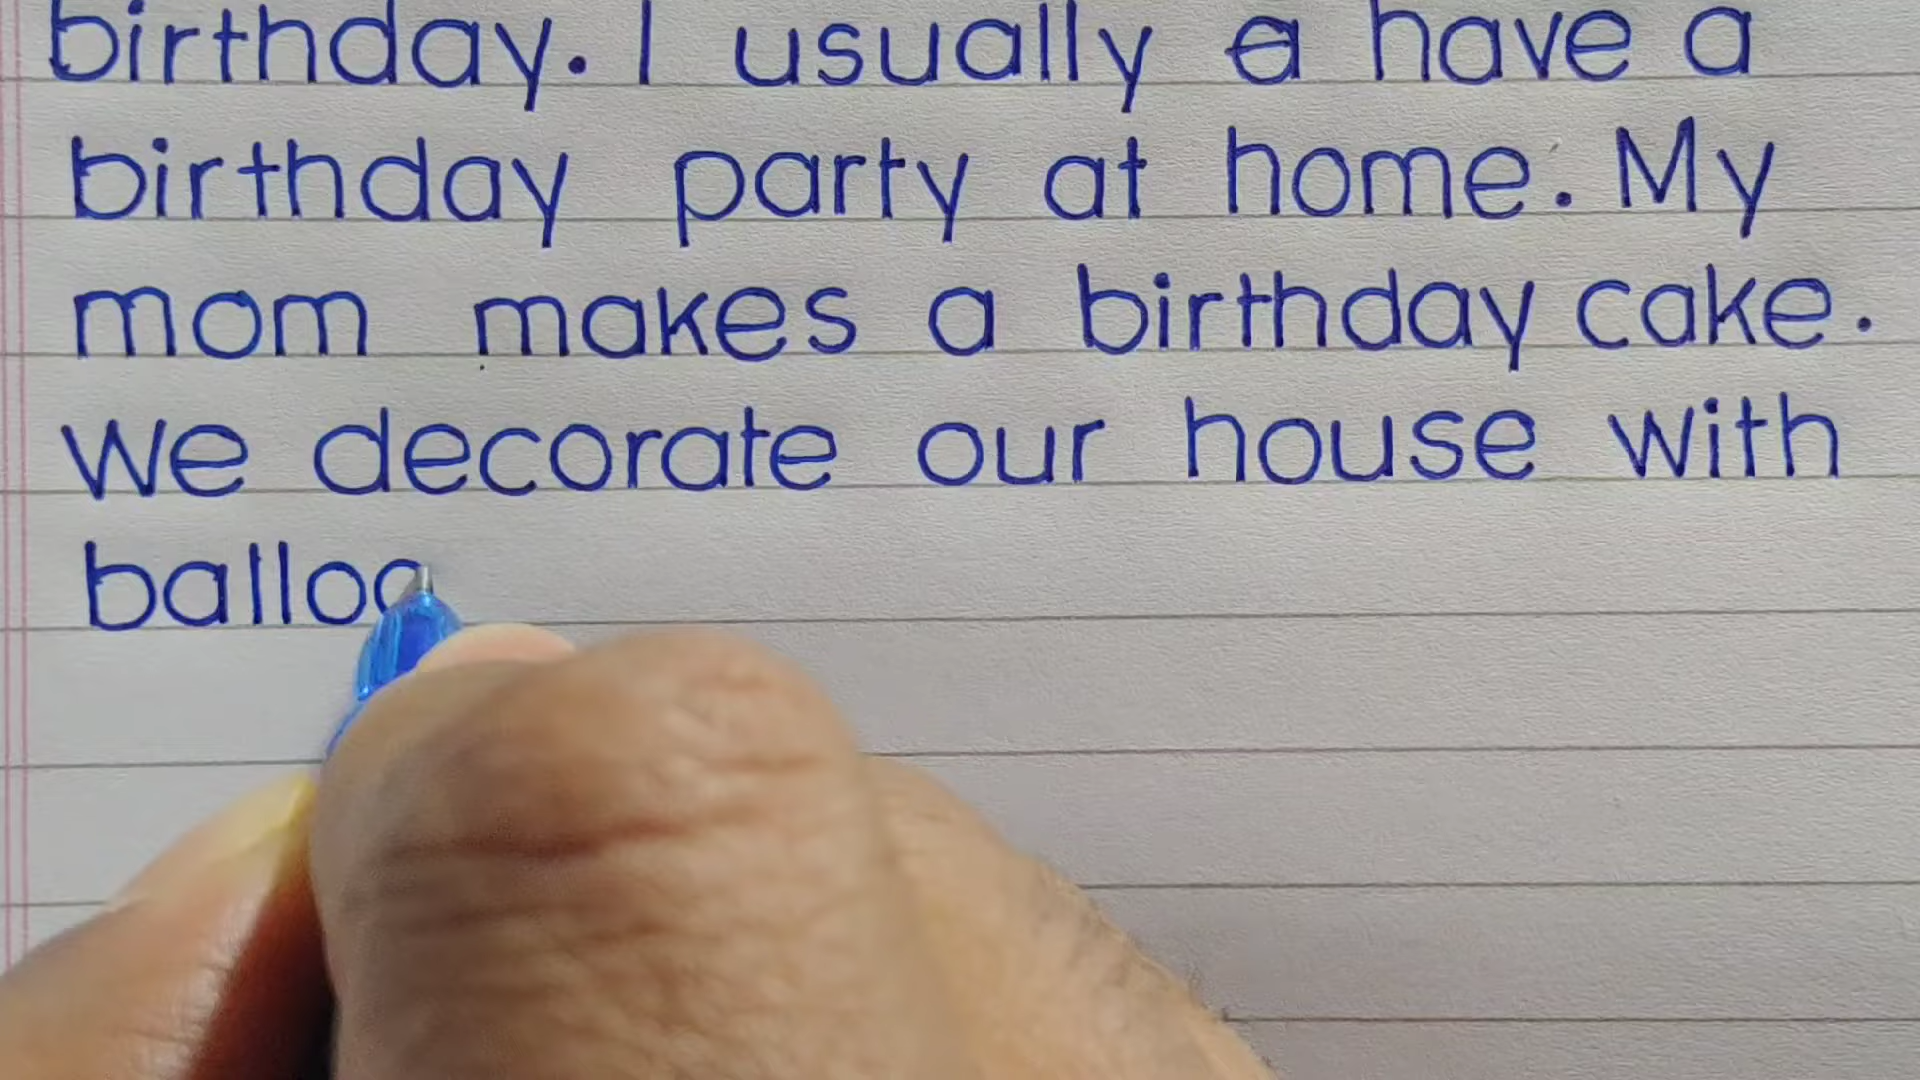 birthday. I usually a have a
birthday party at home. My
mom makes a birthday cake.
We decorate our house with
balloo